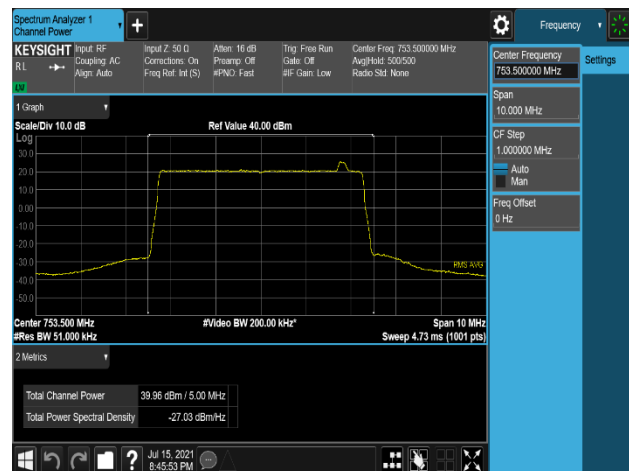 Spectrum Analyzer 1
Channel Power
Frequency
KEYSIGHT
RL
Input: RF
Coupling: AC
Align: Auto
Input Z: 50 Ω
Corrections: On
Freq Ref: Int (S)
Atten: 16 dB
Preamp: Off
#PNO: Fast
Trig: Free Run
Gate: Off
#IF Gain: Low
Center Freq: 753.500000 MHz
Avg|Hold: 500/500
Radio Std: None
Center Frequency
753.500000 MHz
Settings
Span
10.000 MHz
CF Step
1.000000 MHz
Auto
Man
Freq Offset
0 Hz
1 Graph
Scale/Div 10.0 dB
Ref Value 40.00 dBm
Log
30.0
20.0
10.0
0.00
-10.0
-20.0
-30.0
-40.0
-50.0
RMS AVG
Center 753.500 MHz
#Video BW 200.00 kHz*
Span 10 MHz
#Res BW 51.000 kHz
Sweep 4.73 ms (1001 pts)
2 Metrics
Total Channel Power
39.96 dBm / 5.00 MHz
Total Power Spectral Density
-27.03 dBm/Hz
?
Jul 15, 2021
8:45:53 PM